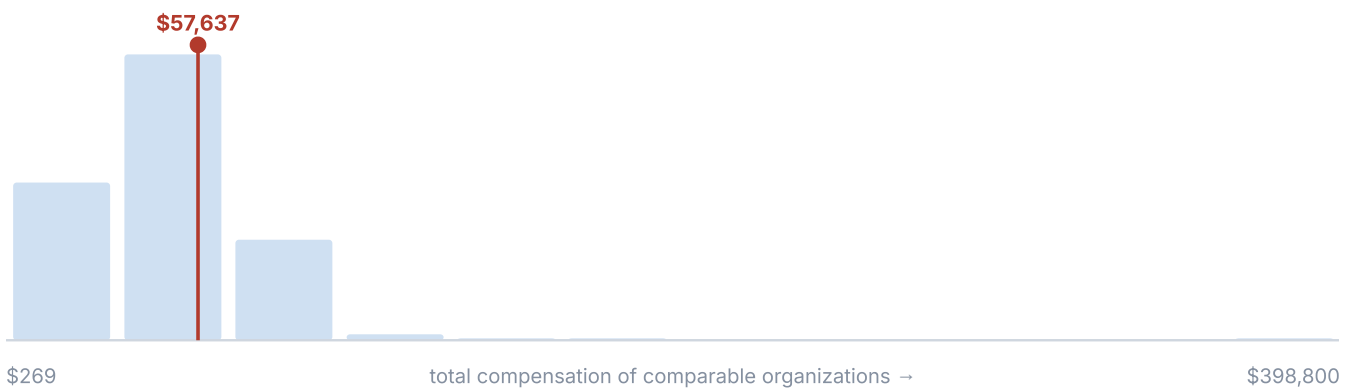 $57,637
$269 total compensation of comparable organizations → $398,800